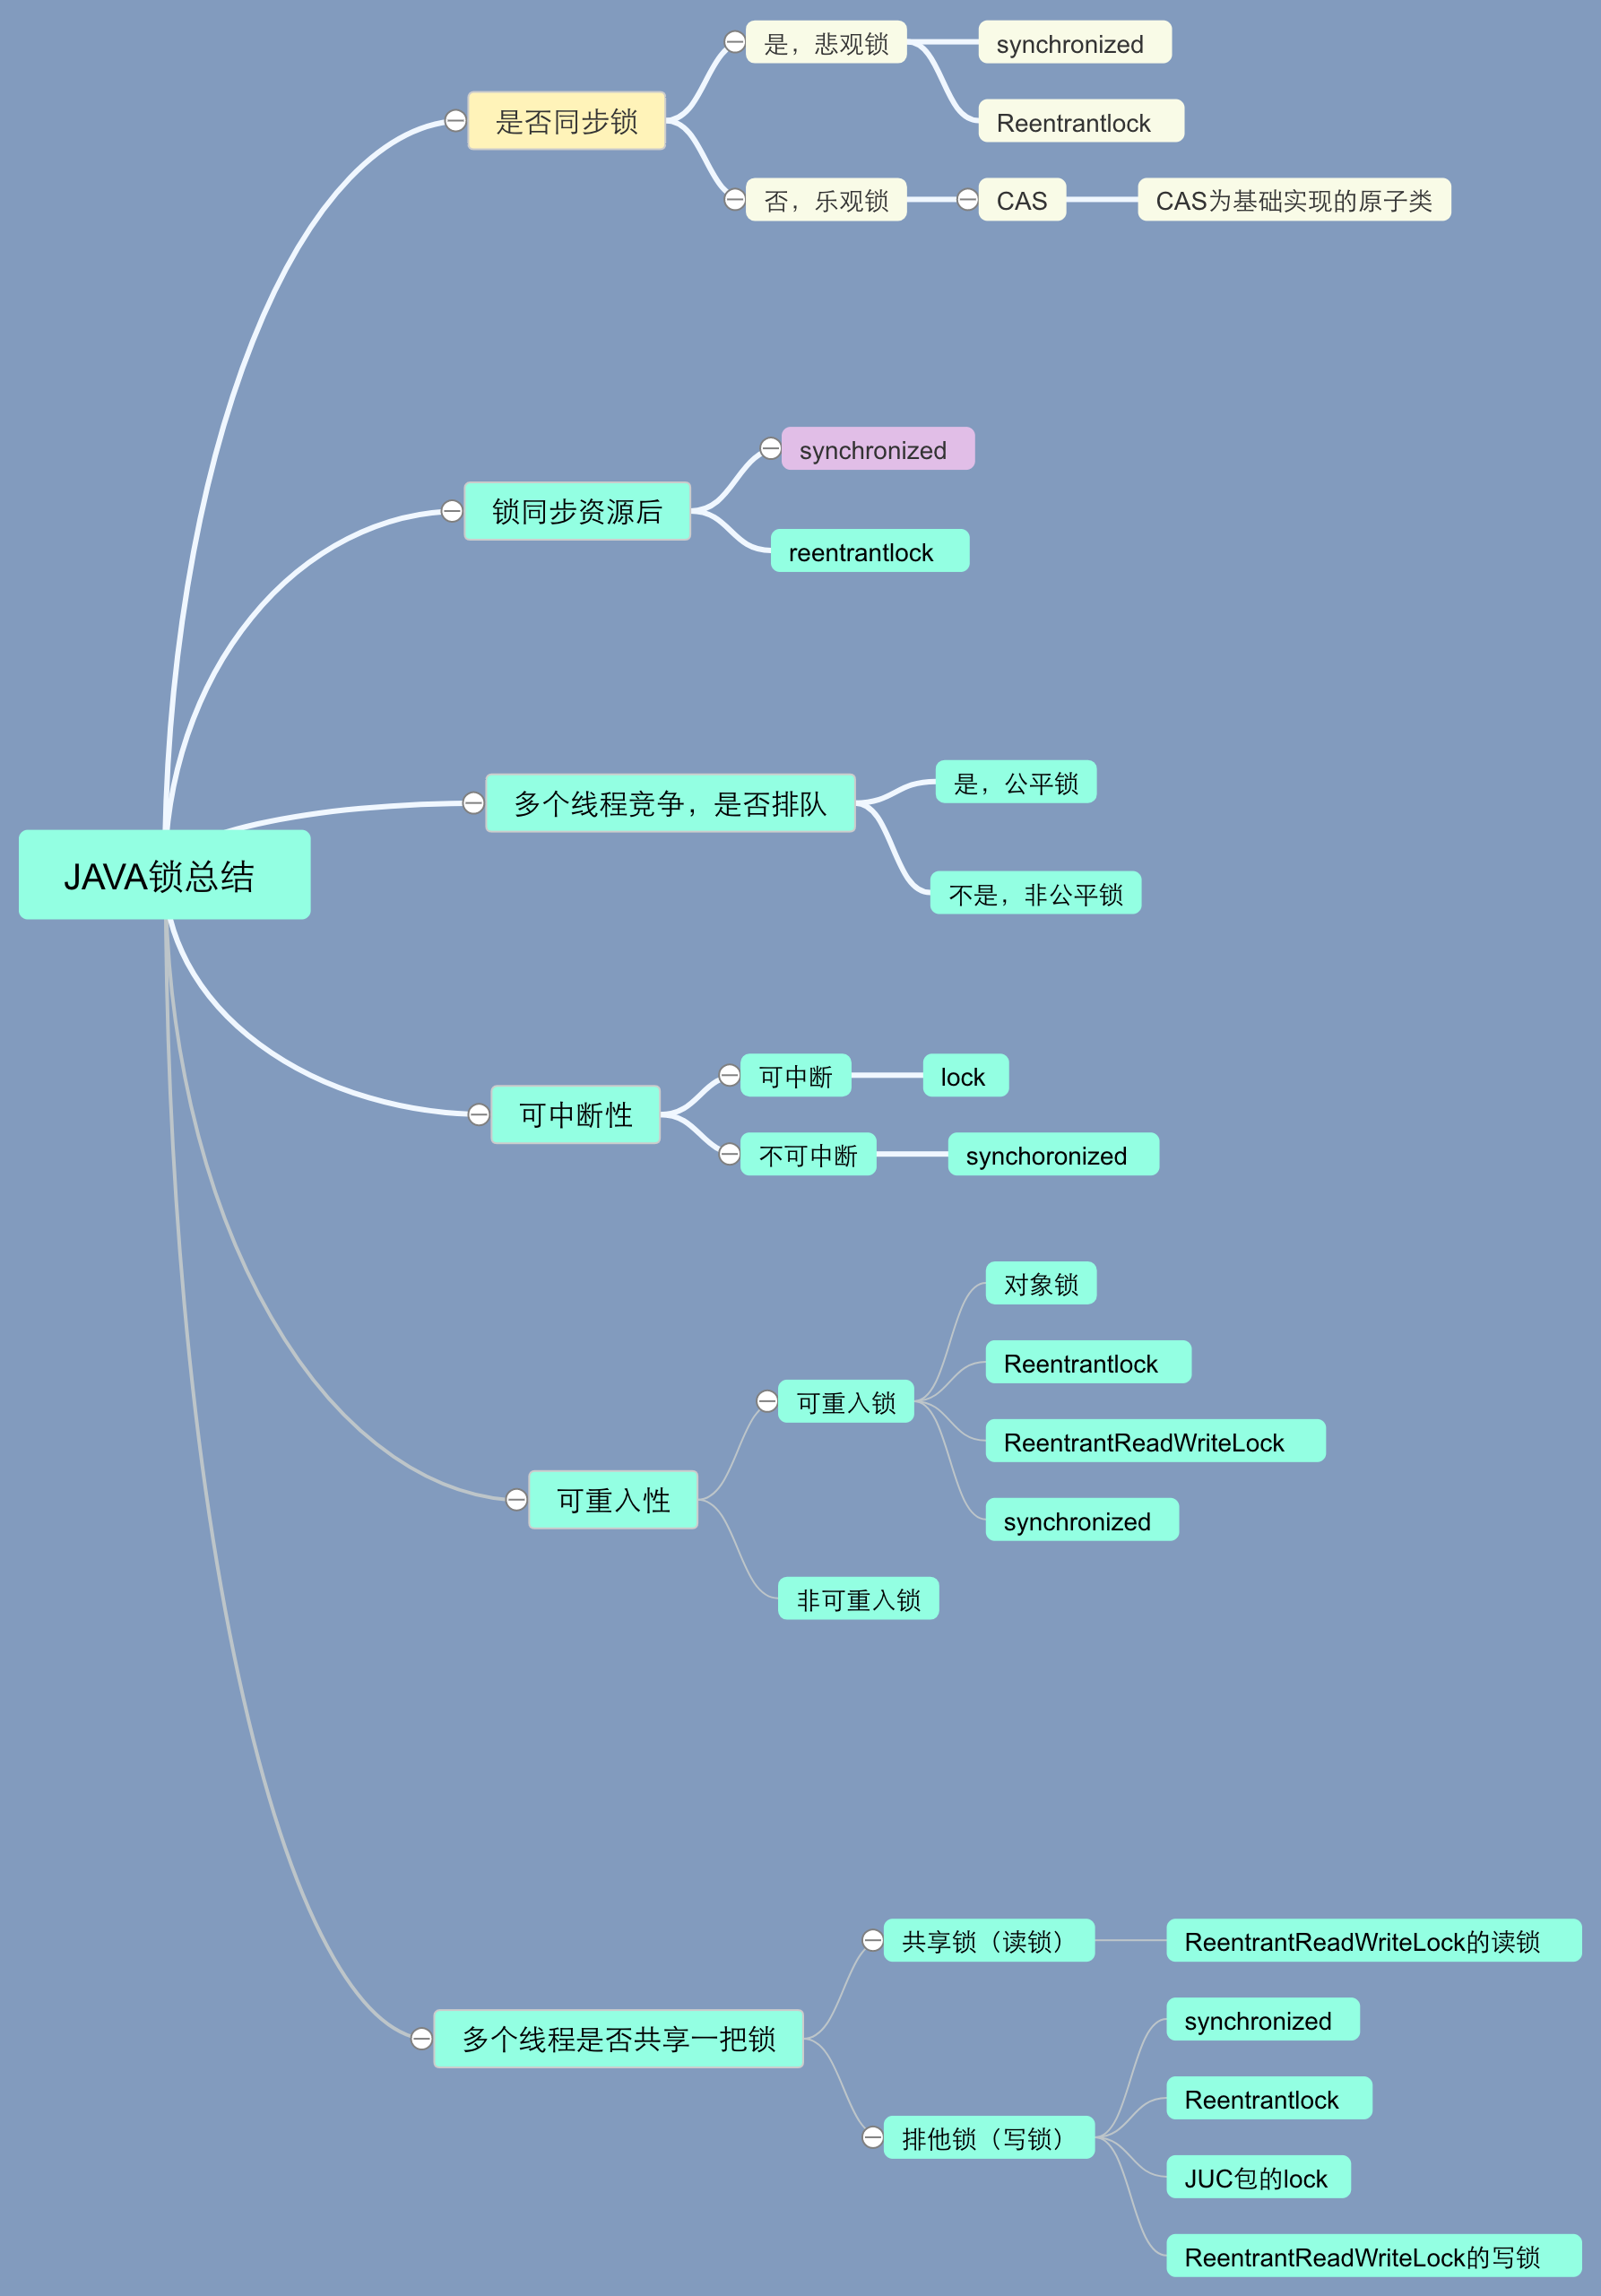 是否同步锁
是，悲观锁
synchronized
Reentrantlock
否，乐观锁
CAS
CAS为基础实现的原子类
锁同步资源后
synchronized
reentrantlock
多个线程竞争，是否排队
是，公平锁
不是，非公平锁
JAVA锁总结
可中断性
可中断
lock
不可中断
synchoronized
可重入性
可重入锁
对象锁
Reentrantlock
ReentrantReadWriteLock
synchronized
非可重入锁
多个线程是否共享一把锁
共享锁（读锁）
ReentrantReadWriteLock的读锁
排他锁（写锁）
synchronized
Reentrantlock
JUC包的lock
ReentrantReadWriteLock的写锁